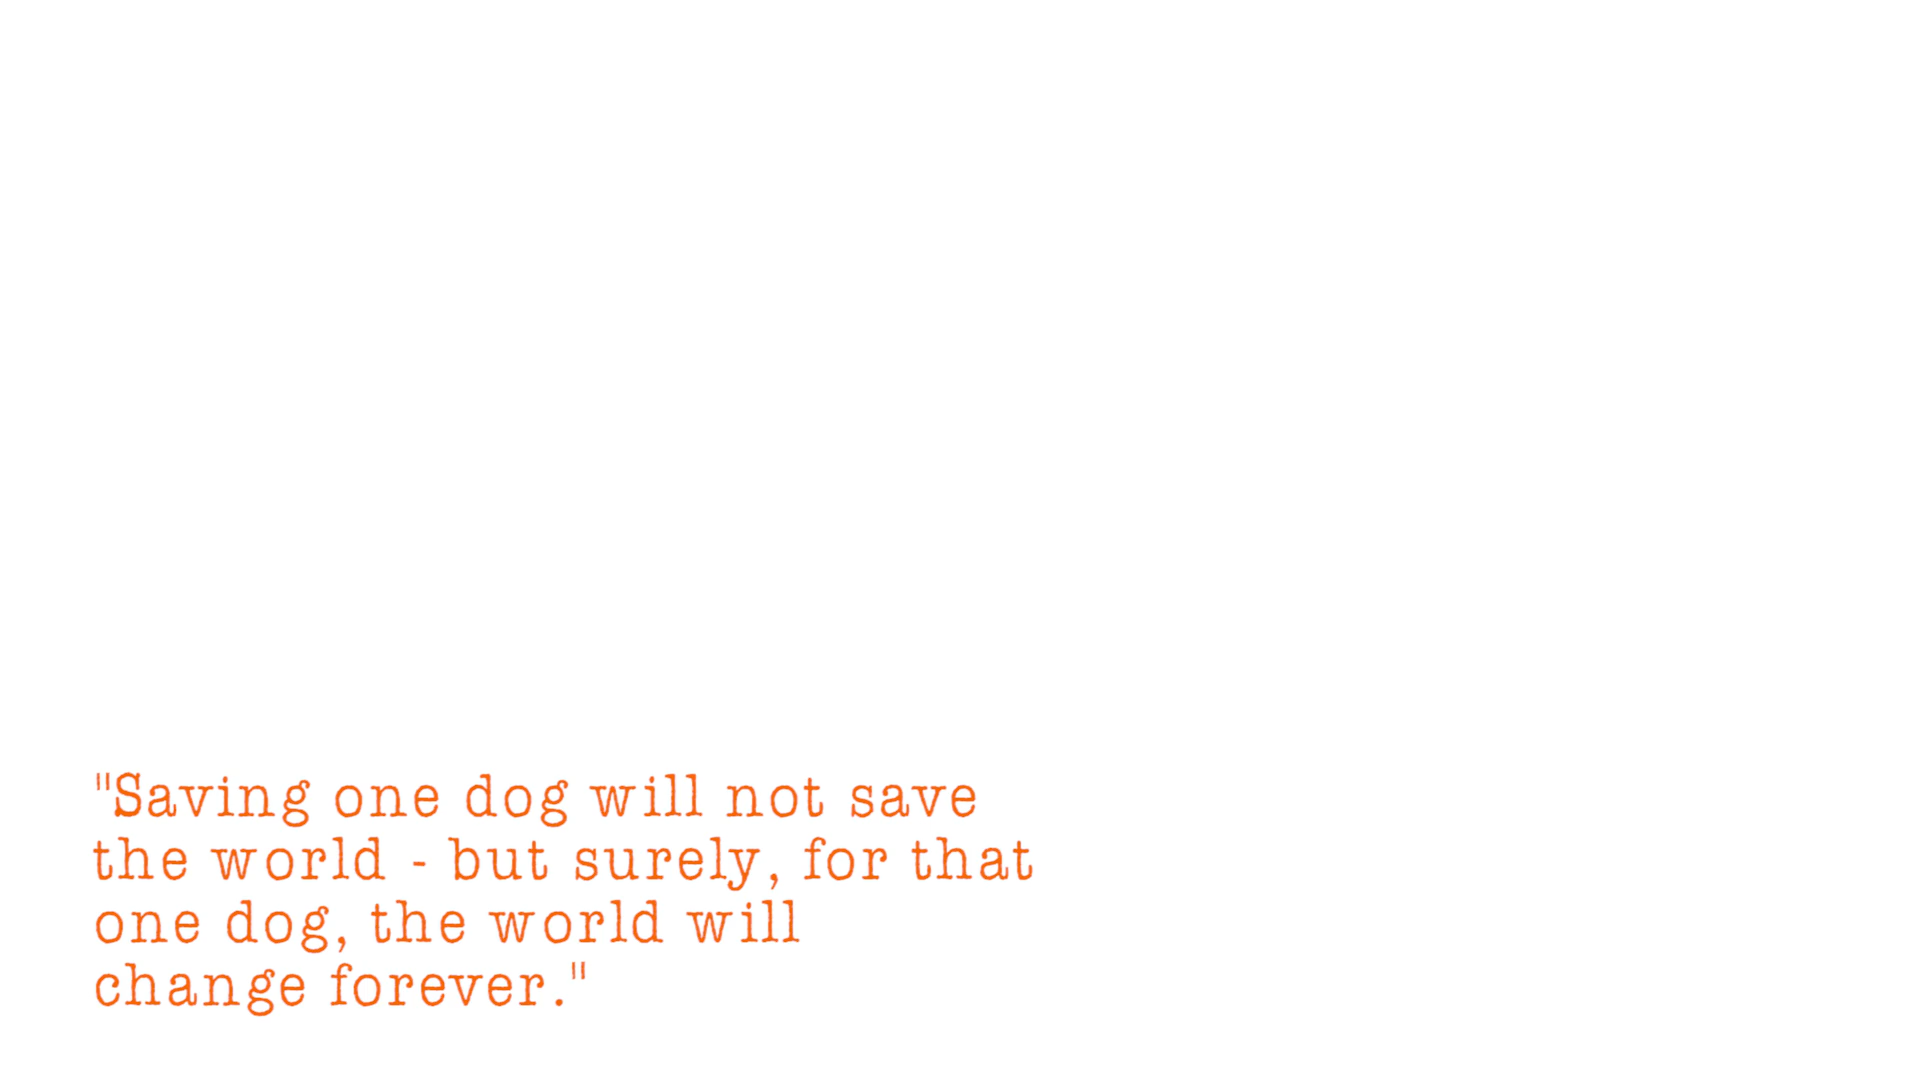 "Saving one dog will not save
the world - but surely, for that
one dog, the world will
change forever."